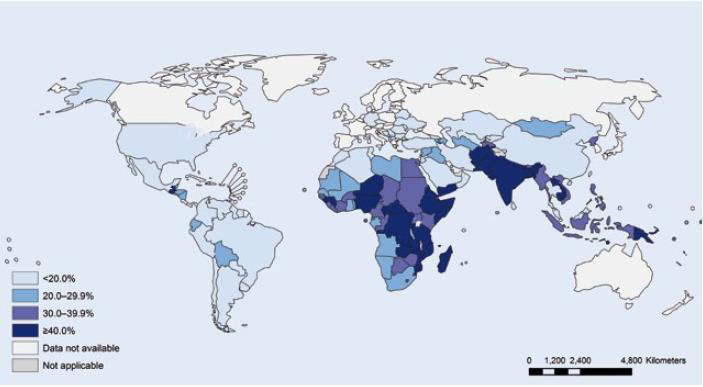 <20.0%
20.0–29.9%
30.0–39.9%
≥40.0%
Data not available
Not applicable
0 1,200 2,400 4,800 Kilometers